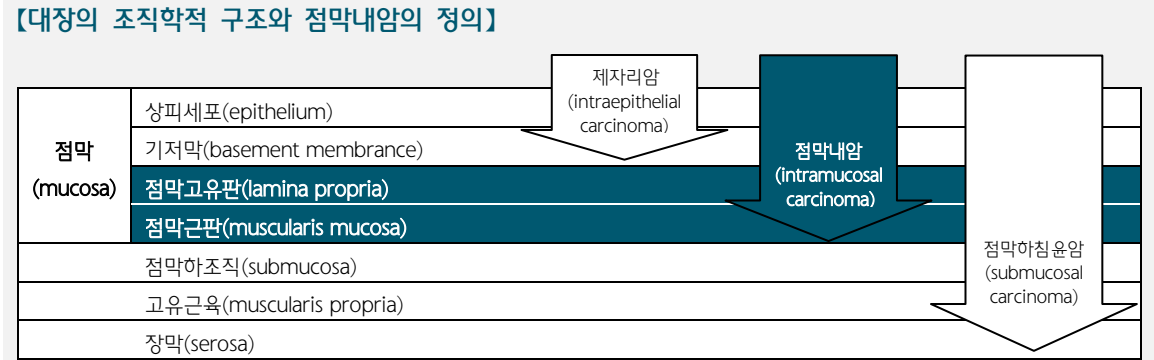 【대장의 조직학적 구조와 점막내암의 정의】
제자리암
(intraepithelial
carcinoma)
점막내암
(intramucosal
carcinoma)
점막하침윤암
(submucosal
carcinoma)
점막
(mucosa)
상피세포(epithelium)
기저막(basement membrance)
점막고유판(lamina propria)
점막근판(muscularis mucosa)
점막하조직(submucosa)
고유근육(muscularis propria)
장막(serosa)